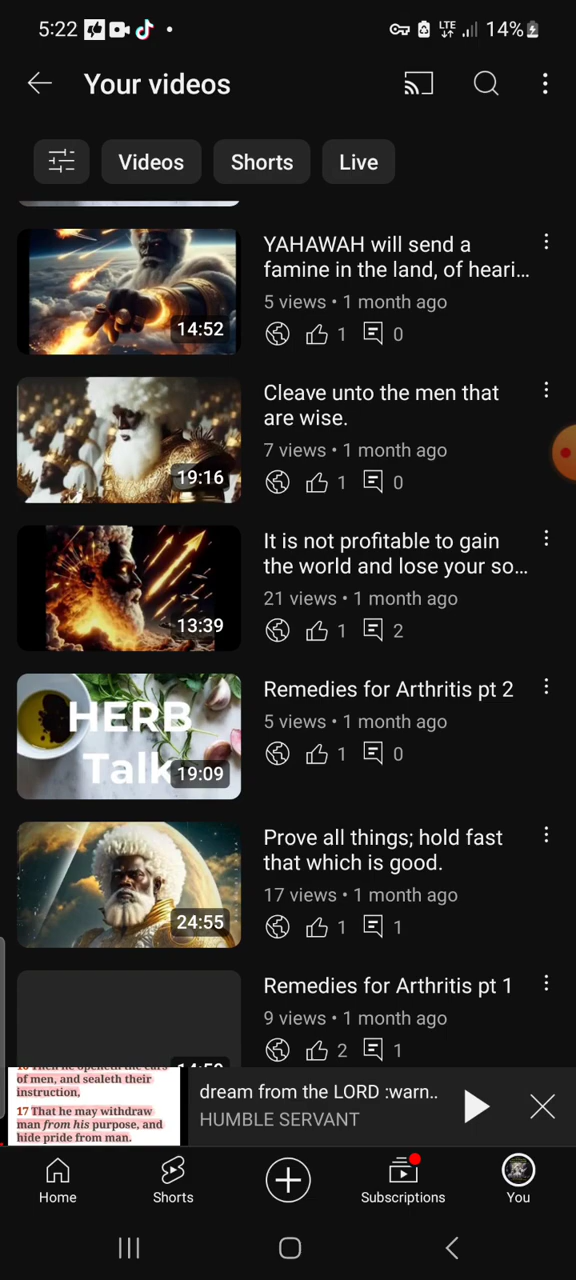 5:22
LTE
14%
Your videos
Videos
Shorts
Live
YAHAWAH will send a
famine in the land, of heari...
5 views • 1 month ago
1
0
14:52
Cleave unto the men that
are wise.
7 views • 1 month ago
1
0
19:16
It is not profitable to gain
the world and lose your so...
21 views • 1 month ago
1
2
13:39
HERB
Talk
19:09
Remedies for Arthritis pt 2
5 views • 1 month ago
1
0
Prove all things; hold fast
that which is good.
17 views • 1 month ago
1
1
24:55
Remedies for Arthritis pt 1
9 views • 1 month ago
2
1
of men, and sealeth their
instruction,
17 That he may withdraw
man from his purpose, and
hide pride from man.
dream from the LORD :warn..
HUMBLE SERVANT
Home
Shorts
Subscriptions
You